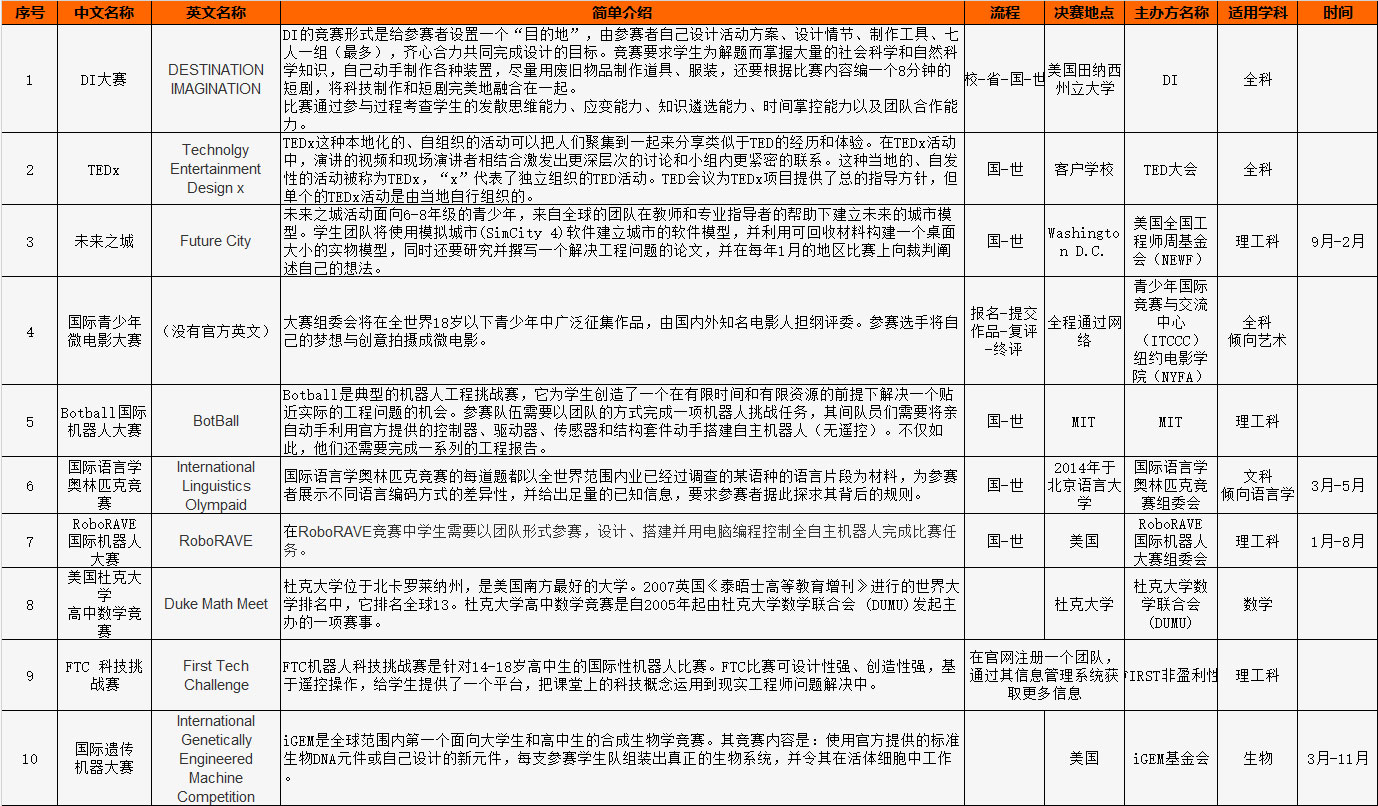 序号 中文名称 英文名称 简单介绍 流程 决赛地点 主办方名称 适用学科 时间
1
DI大赛
DESTINATION
IMAGINATION
DI的竞赛形式是给参赛者设置一个“目的地”，由参赛者自己设计活动方案、设计情节、制作工具、七
人一组（最多），齐心合力共同完成设计的目标。竞赛要求学生为解题而掌握大量的社会科学和自然科
学知识，自己动手制作各种装置，尽量用废旧物品制作道具、服装，还要根据比赛内容编一个8分钟的
短剧，将科技制作和短剧完美地融合在一起。
比赛通过参与过程考查学生的发散思维能力、应变能力、知识遴选能力、时间掌控能力以及团队合作能
力。
校-省-国-世
美国田纳西
州立大学
DI
全科
2
TEDx
Technolgy
Entertainment
Design x
TEDx这种本地化的、自组织的活动可以把人们聚集到一起来分享类似于TED的经历和体验。在TEDx活动
中，演讲的视频和现场演讲者相结合激发出更深层次的讨论和小组内更紧密的联系。这种当地的、自发
性的活动被称为TEDx，“x”代表了独立组织的TED活动。TED会议为TEDx项目提供了总的指导方针，但
单个的TEDx活动是由当地自行组织的。
国-世
客户学校
TED大会
全科
3
未来之城
Future City
未来之城活动面向6-8年级的青少年，来自全球的团队在教师和专业指导者的帮助下建立未来的城市模
型。学生团队将使用模拟城市(SimCity 4)软件建立城市的软件模型，并利用可回收材料构建一个桌面
大小的实物模型，同时还要研究并撰写一个解决工程问题的论文，并在每年1月的地区比赛上向裁判阐
述自己的想法。
国-世
Washingto
n D.C.
美国全国工
程师周基金
会（NEWF）
理工科
9月-2月
4
国际青少年
微电影大赛
（没有官方英文）
大赛组委会将在全世界18岁以下青少年中广泛征集作品，由国内外知名电影人担纲评委。参赛选手将自
己的梦想与创意拍摄成微电影。
报名-提交
作品-复评
-终评
全程通过网
络
青少年国际
竞赛与交流
中心
（ITCCC）
纽约电影学
院（NYFA）
全科
倾向艺术
5
Botball国际
机器人大赛
BotBall
Botball是典型的机器人工程挑战赛，它为学生创造了一个在有限时间和有限资源的前提下解决一个贴
近实际的工程问题的机会。参赛队伍需要以团队的方式完成一项机器人挑战任务，其间队员们需要将亲
自动手利用官方提供的控制器、驱动器、传感器和结构套件动手搭建自主机器人（无遥控）。不仅如
此，他们还需要完成一系列的工程报告。
国-世
MIT
MIT
理工科
6
国际语言学
奥林匹克竞
赛
International
Linguistics
Olympaid
国际语言学奥林匹克竞赛的每道题都以全世界范围内业已经过调查的某语种的语言片段为材料，为参赛
者展示不同语言编码方式的差异性，并给出足量的已知信息，要求参赛者据此探求其背后的规则。
国-世
2014年于
北京语言大
学
国际语言学
奥林匹克竞
赛组委会
文科
倾向语言学
3月-5月
7
RoboRAVE
国际机器人
大赛
RoboRAVE
在RoboRAVE竞赛中学生需要以团队形式参赛，设计、搭建并用电脑编程控制全自主机器人完成比赛任
务。
国-世
美国
RoboRAVE
国际机器人
大赛组委会
理工科
1月-8月
8
美国杜克大
学
高中数学竞
赛
Duke Math Meet
杜克大学位于北卡罗莱纳州，是美国南方最好的大学。2007英国《泰晤士高等教育增刊》进行的世界大
学排名中，它排名全球13。杜克大学高中数学竞赛是自2005年起由杜克大学数学联合会 (DUMU)发起主
办的一项赛事。
杜克大学
杜克大学数
学联合会
(DUMU)
数学
9
FTC 科技挑
战赛
First Tech
Challenge
FTC机器人科技挑战赛是针对14-18岁高中生的国际性机器人比赛。FTC比赛可设计性强、创造性强，基
于遥控操作，给学生提供了一个平台，把课堂上的科技概念运用到现实工程师问题解决中。
在官网注册一个团队，
通过其信息管理系统获
取更多信息
FIRST非盈利性
理工科
10
国际遗传
机器大赛
International
Genetically
Engineered
Machine
Competition
iGEM是全球范围内第一个面向大学生和高中生的合成生物学竞赛。其竞赛内容是：使用官方提供的标准
生物DNA元件或自己设计的新元件，每支参赛学生队组装出真正的生物系统，并令其在活体细胞中工作
。
美国
iGEM基金会
生物
3月-11月